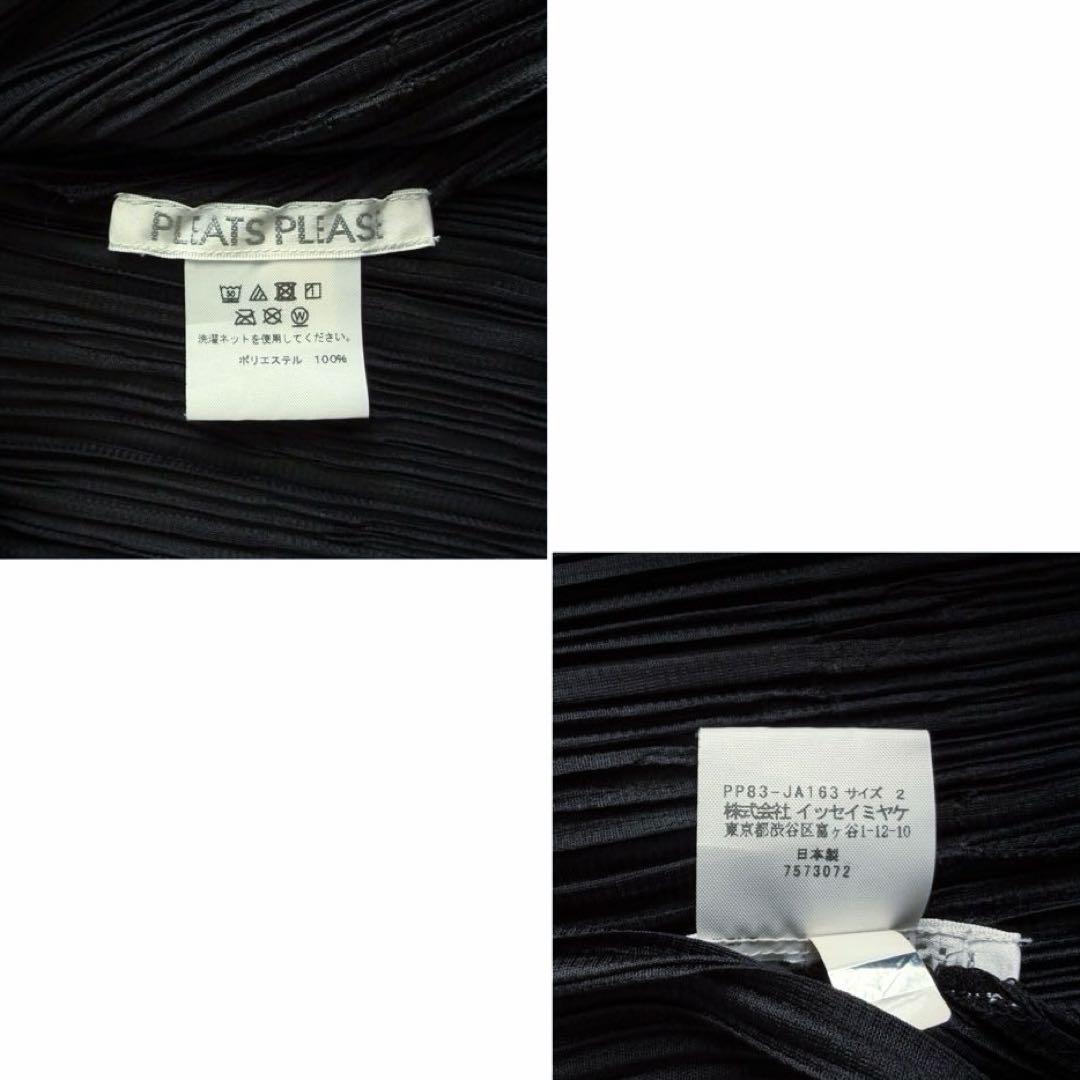 PLEATS PLEASE
洗濯ネットを使用してください。
ポリエステル 100%
PP83-JA163 サイズ 2
株式会社 イッセイミヤケ
東京都渋谷区富ヶ谷1-12-10
日本製
7573072